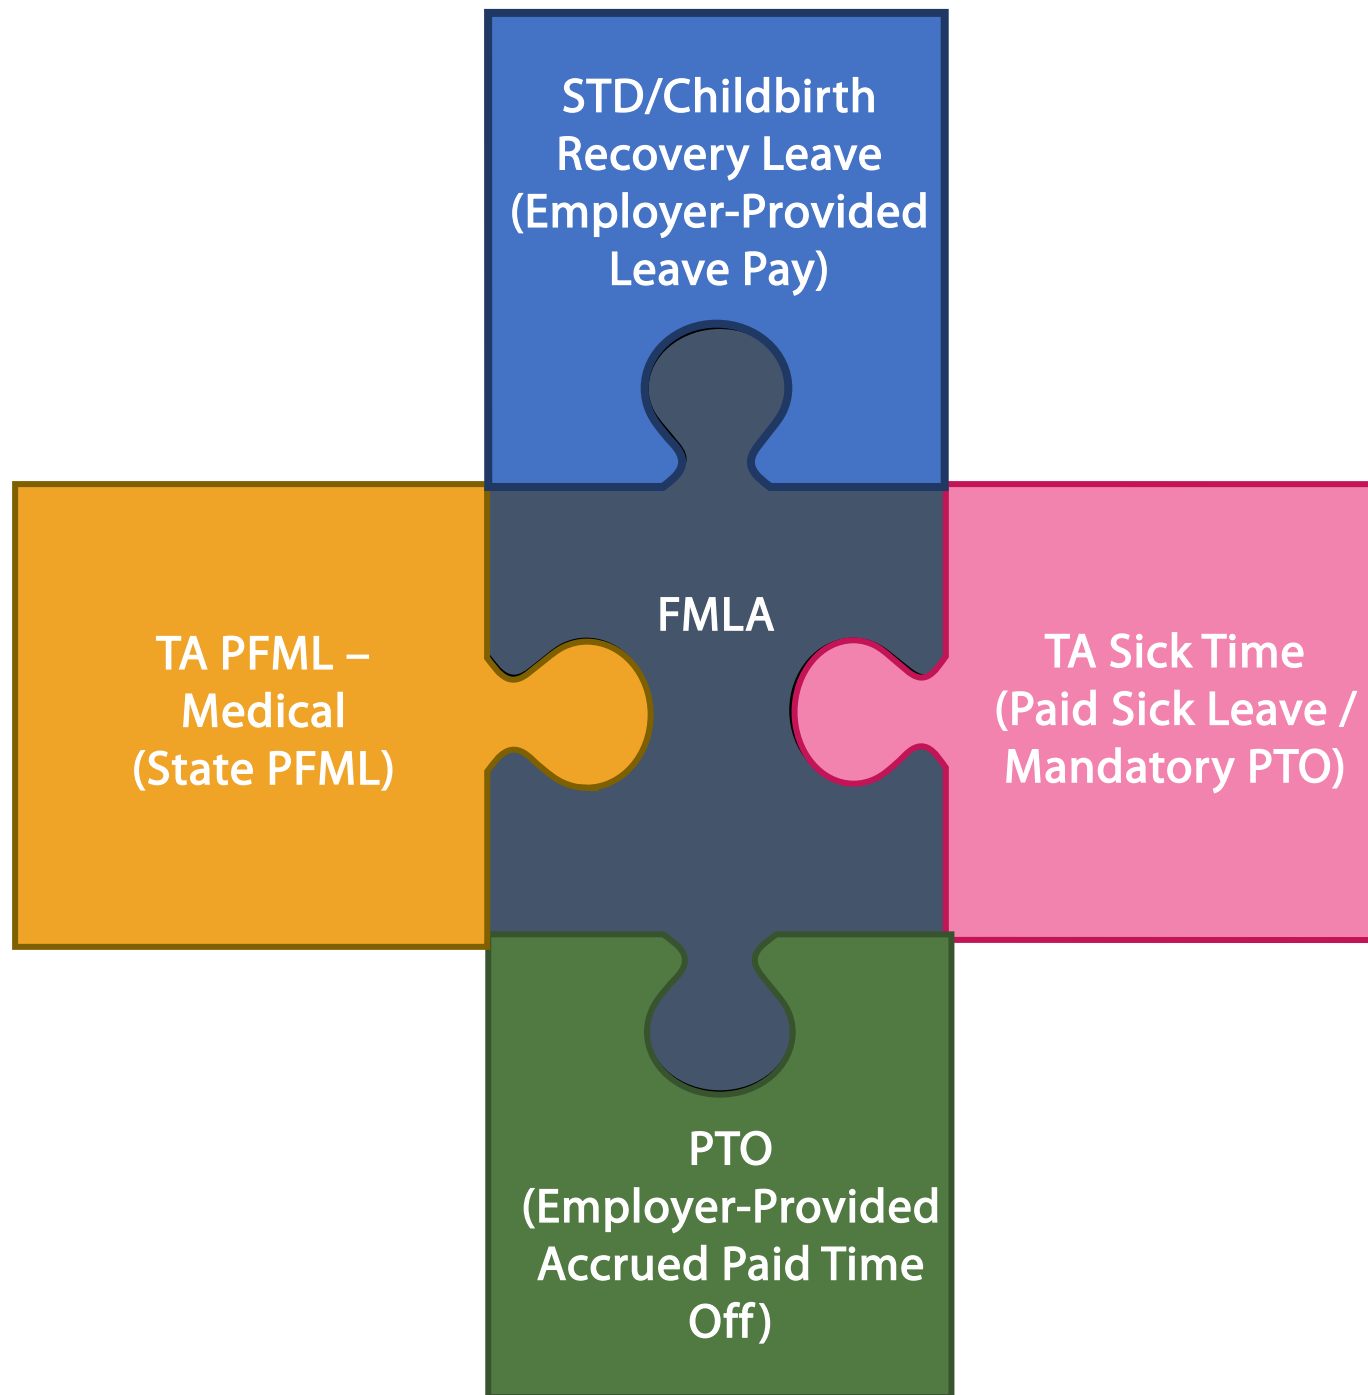 STD/Childbirth
Recovery Leave
(Employer-Provided
Leave Pay)
FMLA
TA PFML –
Medical
(State PFML)
TA Sick Time
(Paid Sick Leave /
Mandatory PTO)
PTO
(Employer-Provided
Accrued Paid Time
Off)